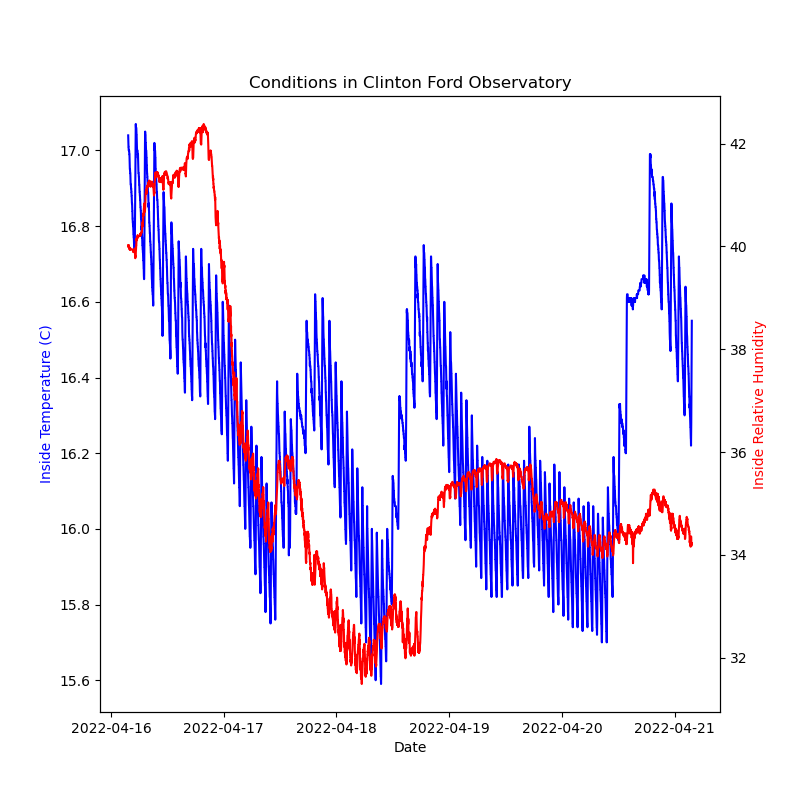 Conditions in Clinton Ford Observatory
Inside Temperature (C)
17.0
16.8
16.6
16.4
16.2
16.0
15.8
15.6
42
40
38
36
34
32
Inside Relative Humidity
2022-04-16 2022-04-17 2022-04-18 2022-04-19 2022-04-20 2022-04-21
Date